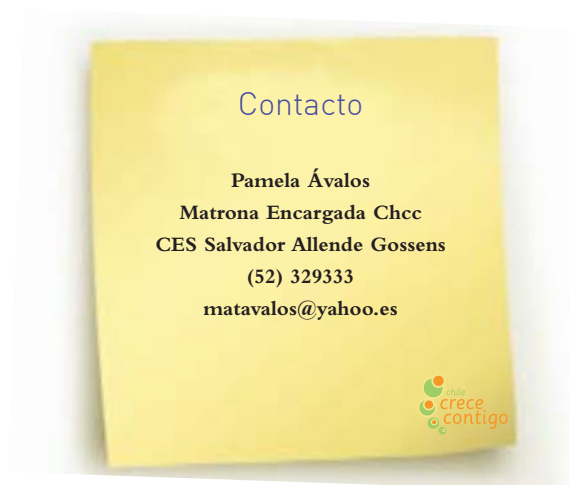 Contacto
Pamela Ávalos
Matrona Encargada Chcc
CES Salvador Allende Gossens
(52) 329333
matavalos@yahoo.es
chile
crece
contigo